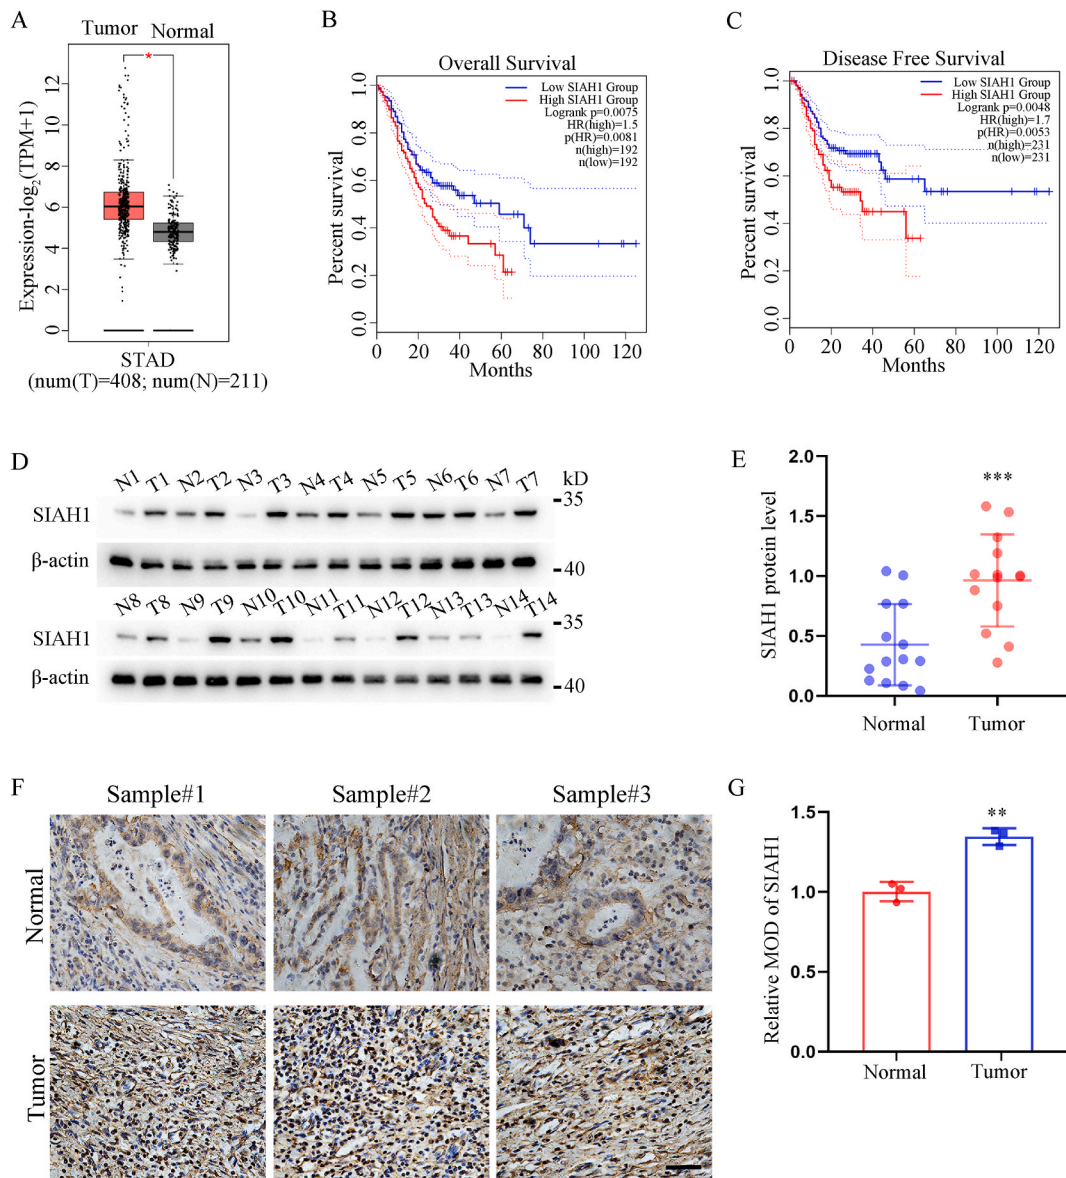 A
Tumor Normal
*
Expression-log2(TPM+1)
12
10
8
6
4
2
0
STAD
(num(T)=408; num(N)=211)
B
Overall Survival
Low SIAH1 Group
High SIAH1 Group
Logrank p=0.0075
HR(high)=1.5
p(HR)=0.0081
n(high)=192
n(low)=192
Percent survival
1.0
0.8
0.6
0.4
0.2
0.0
0 20 40 60 80 100 120
Months
C
Disease Free Survival
Low SIAH1 Group
High SIAH1 Group
Logrank p=0.0048
HR(high)=1.7
p(HR)=0.0053
n(high)=231
n(low)=231
Percent survival
1.0
0.8
0.6
0.4
0.2
0.0
0 20 40 60 80 100 120
Months
D
N1 T1 N2 T2 N3 T3 N4 T4 N5 T5 N6 T6 N7 T7 kD
SIAH1 35
β-actin 40
N8 T8 N9 T9 N10 T10 N11 T11 N12 T12 N13 T13 N14 T14
SIAH1 35
β-actin 40
E
SIAH1 protein level
2.0
1.5
1.0
0.5
0.0
***
Normal Tumor
F
Sample#1 Sample#2 Sample#3
Normal
Tumor
G
Relative MOD of SIAH1
1.5
1.0
0.5
0.0
**
Normal Tumor